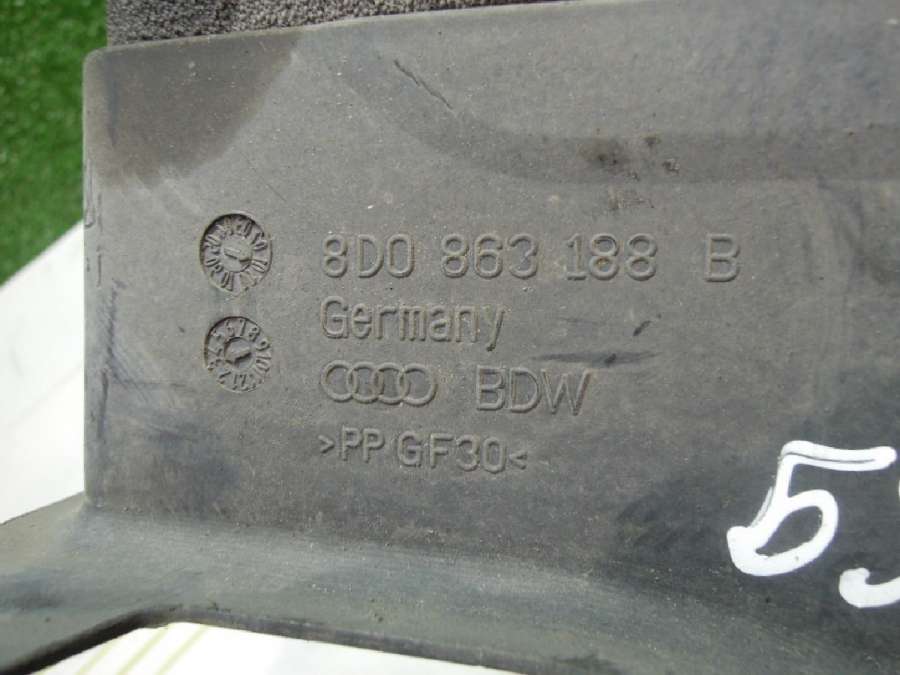 8D0 863 188 B
Germany
BDW
>PP GF30<